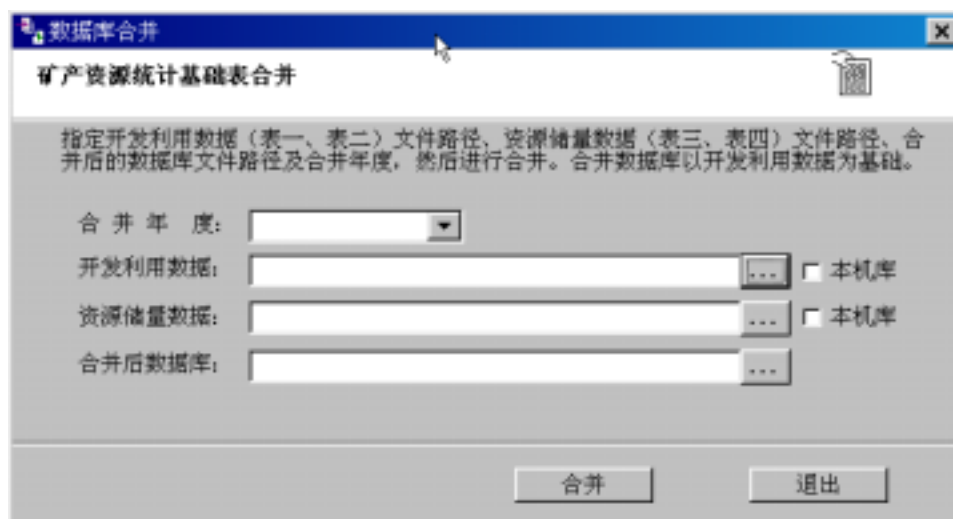 数据库合并
矿产资源统计基础表合并
指定开发利用数据（表一、表二）文件路径、资源储量数据（表三、表四）文件路径、合
并后的数据库文件路径及合并年度，然后进行合并。合并数据库以开发利用数据为基础。
合 并 年 度：
开发利用数据： ... 本机库
资源储量数据： ... 本机库
合并后数据库： ...
合并 退出